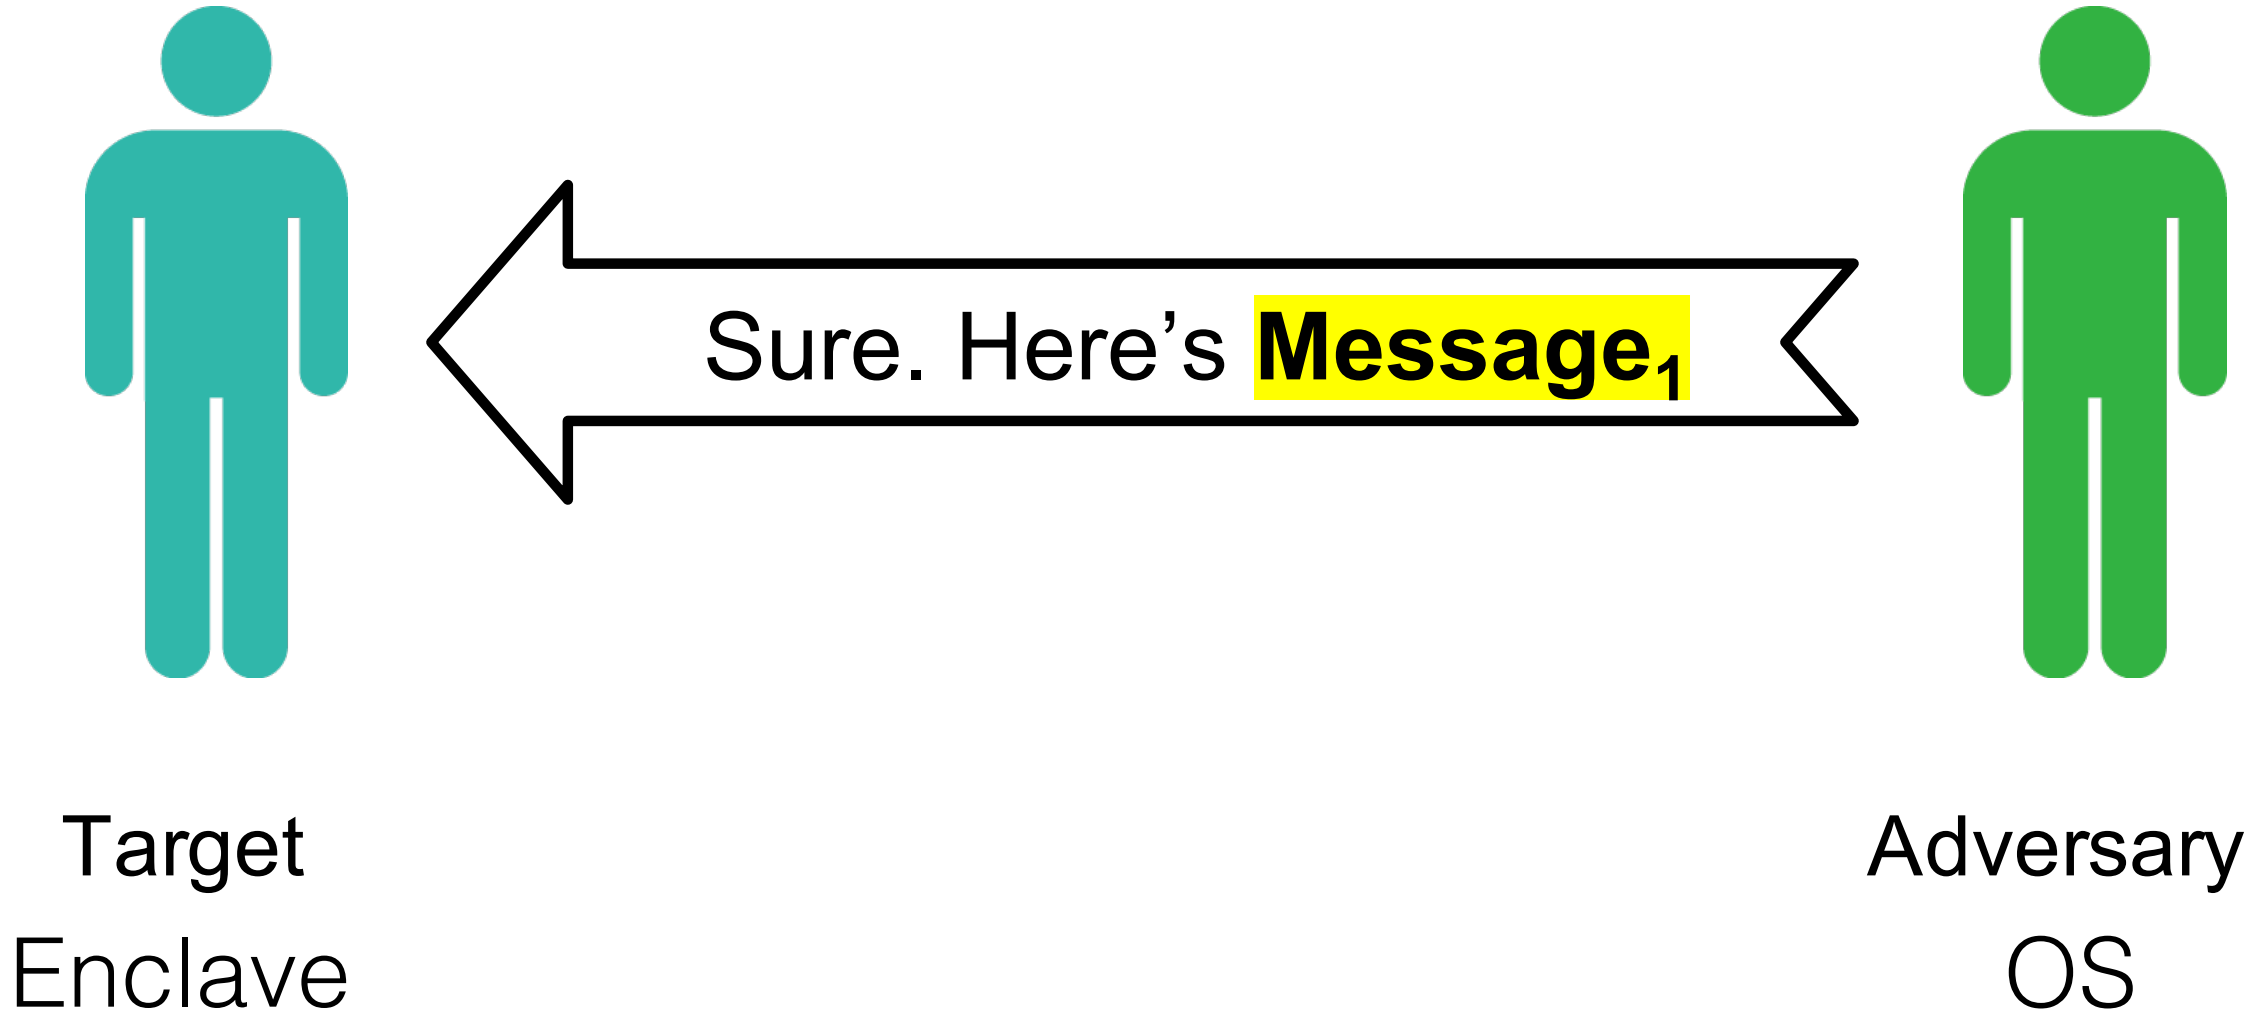 Sure. Here’s Message₁
Target
Enclave
Adversary
OS